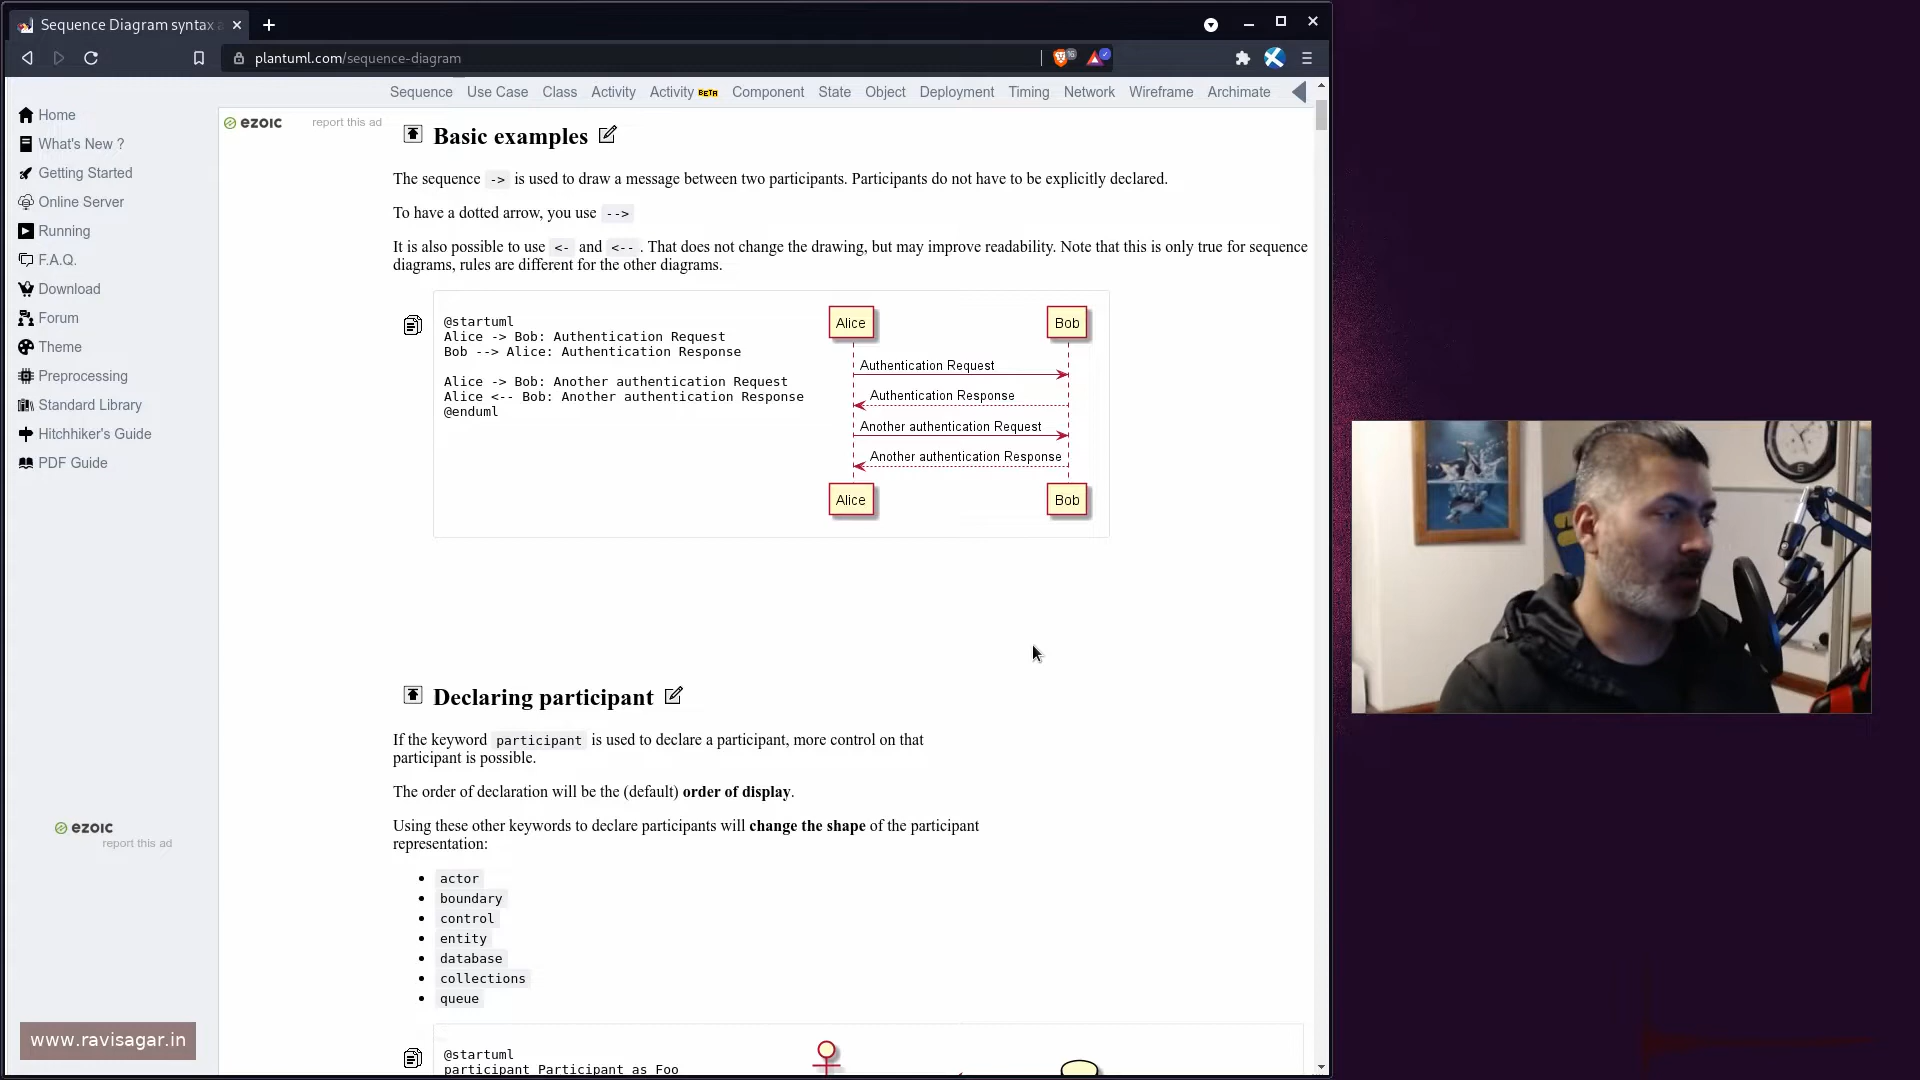 Sequence Diagram syntax a
plantuml.com/sequence-diagram
16
Sequence Use Case Class Activity Activity BETA Component State Object Deployment Timing Network Wireframe Archimate
Home
What's New ?
Getting Started
Online Server
Running
F.A.Q.
Download
Forum
Theme
Preprocessing
Standard Library
Hitchhiker's Guide
PDF Guide
ezoic
report this ad
www.ravisagar.in
ezoic report this ad
Basic examples
The sequence -> is used to draw a message between two participants. Participants do not have to be explicitly declared.
To have a dotted arrow, you use -->
It is also possible to use <- and <-- . That does not change the drawing, but may improve readability. Note that this is only true for sequence
diagrams, rules are different for the other diagrams.
@startuml
Alice -> Bob: Authentication Request
Bob --> Alice: Authentication Response
Alice -> Bob: Another authentication Request
Alice <-- Bob: Another authentication Response
@enduml
Alice Bob
Authentication Request
Authentication Response
Another authentication Request
Another authentication Response
Alice Bob
Declaring participant
If the keyword participant is used to declare a participant, more control on that
participant is possible.
The order of declaration will be the (default) order of display.
Using these other keywords to declare participants will change the shape of the participant
representation:
actor
boundary
control
entity
database
collections
queue
@startuml
participant Participant as Foo